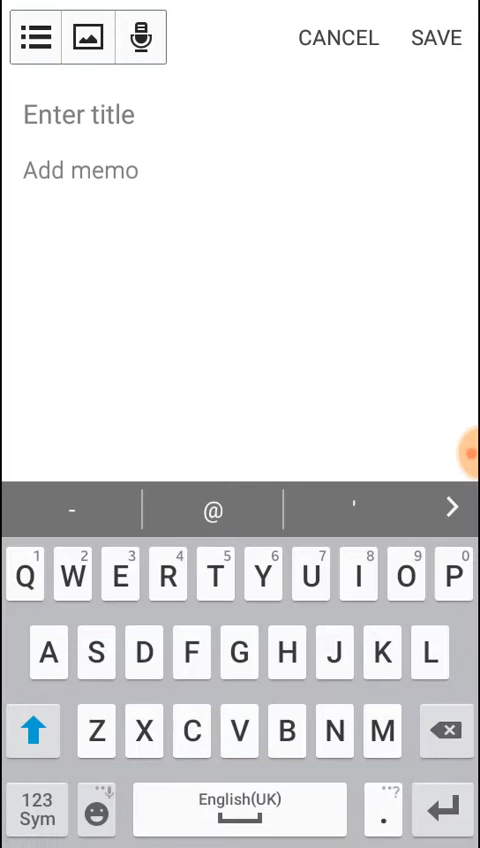 CANCEL SAVE
Enter title
Add memo
- @ '
1 2 3 4 5 6 7 8 9 0
Q W E R T Y U I O P
A S D F G H J K L
Z X C V B N M
123 Sym English(UK) . ?